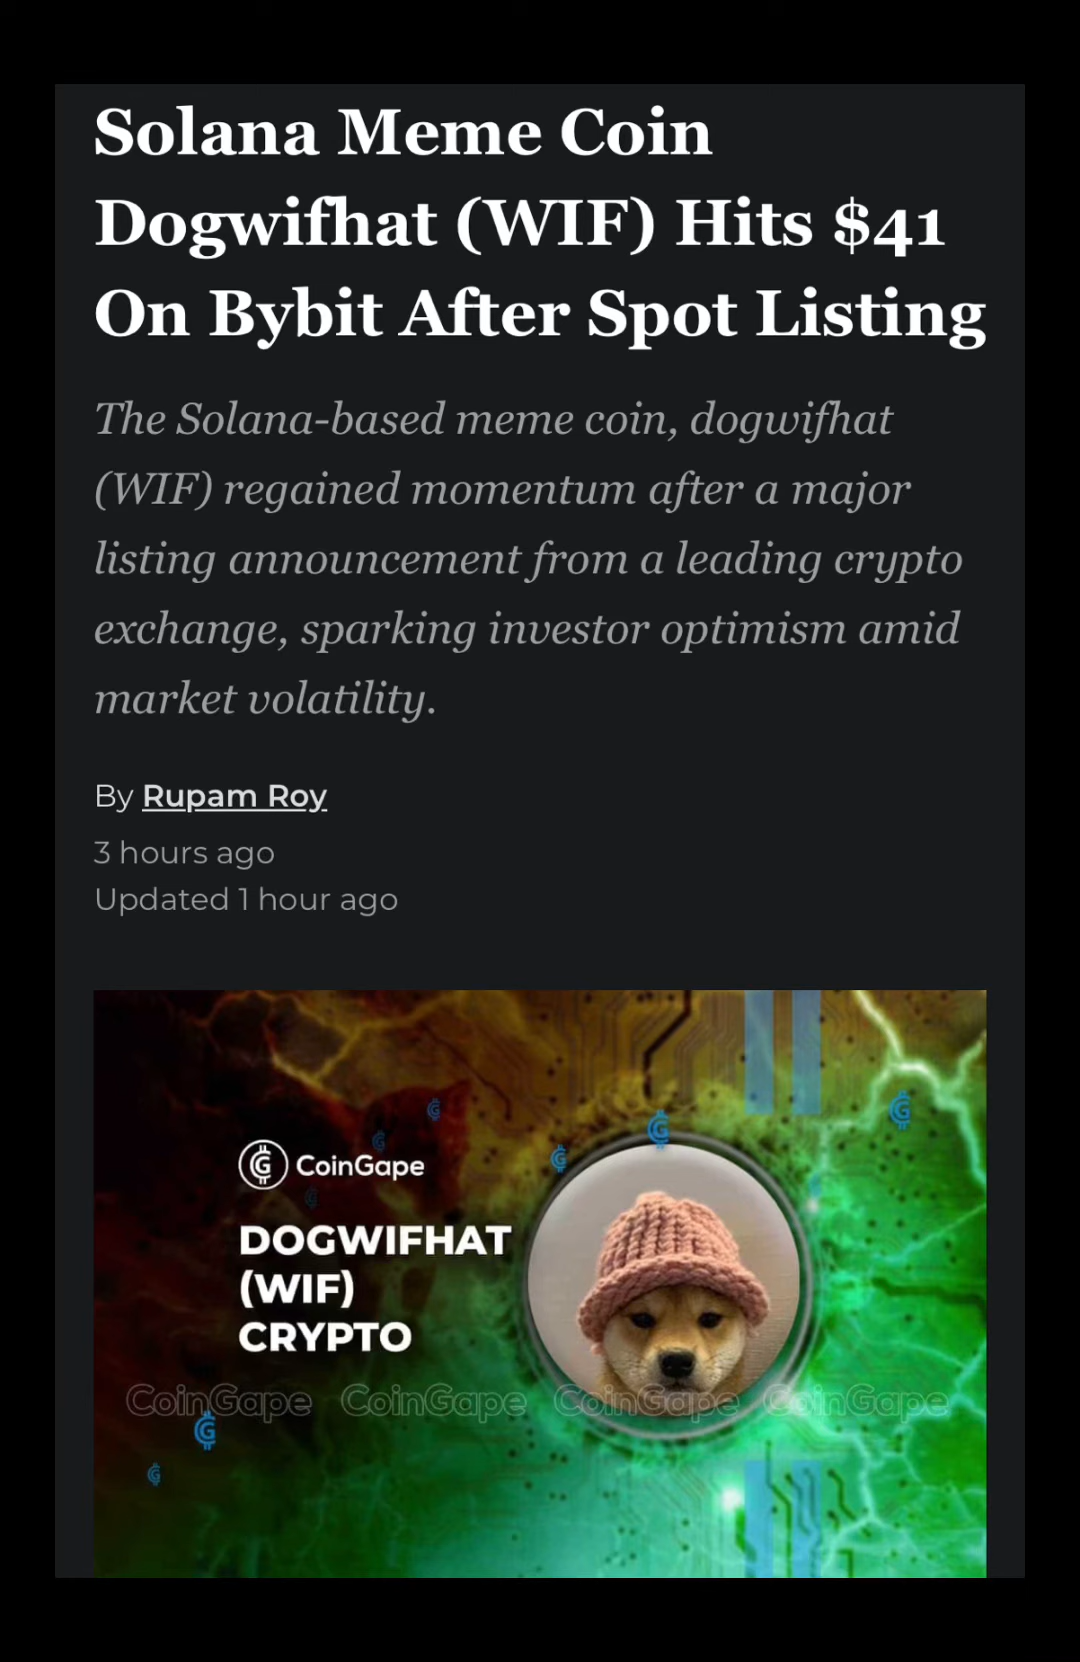 Solana Meme Coin
Dogwifhat (WIF) Hits $41
On Bybit After Spot Listing
The Solana-based meme coin, dogwifhat
(WIF) regained momentum after a major
listing announcement from a leading crypto
exchange, sparking investor optimism amid
market volatility.
By Rupam Roy
3 hours ago
Updated 1 hour ago
CoinGape
DOGWIFHAT
(WIF)
CRYPTO
CoinGape CoinGape CoinGape CoinGape